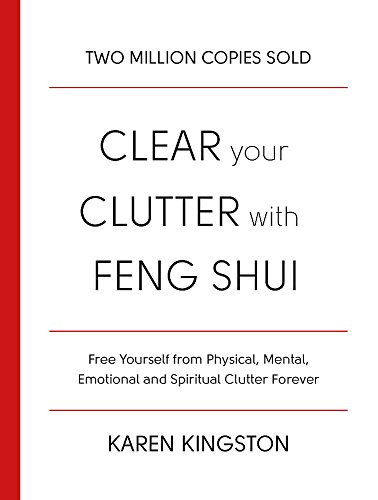 TWO MILLION COPIES SOLD
CLEAR your
CLUTTER with
FENG SHUI
Free Yourself from Physical, Mental,
Emotional and Spiritual Clutter Forever
KAREN KINGSTON